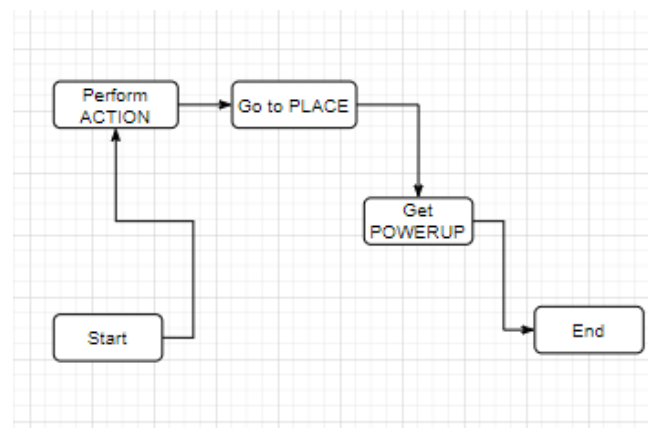 Perform
ACTION
Go to PLACE
Get
POWERUP
Start
End